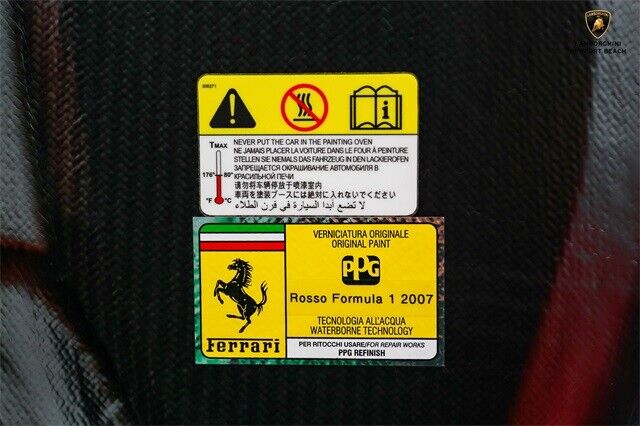 LAMBORGHINI
NEWPORT BEACH
TMAX
176° 80°
°F °C
NEVER PUT THE CAR IN THE PAINTING OVEN
NE JAMAIS PLACER LA VOITURE DANS LE FOUR À PEINTURE
STELLEN SIE NIEMALS DAS FAHRZEUG IN DEN LACKIEROFEN
ЗАПРЕЩАЕТСЯ ОКРАШИВАНИЕ АВТОМОБИЛЯ В
КРАСИЛЬНОЙ ПЕЧИ
请勿将车辆停放于喷漆室内
車両を塗装ブースには絶対に入れないでください
لا تضع أبدا السيارة في فرن الطلاء
VERNICIATURA ORIGINALE
ORIGINAL PAINT
PPG
Rosso Formula 1 2007
TECNOLOGIA ALL'ACQUA
WATERBORNE TECHNOLOGY
Ferrari
PER RITOCCHI USARE/FOR REPAIR WORKS
PPG REFINISH